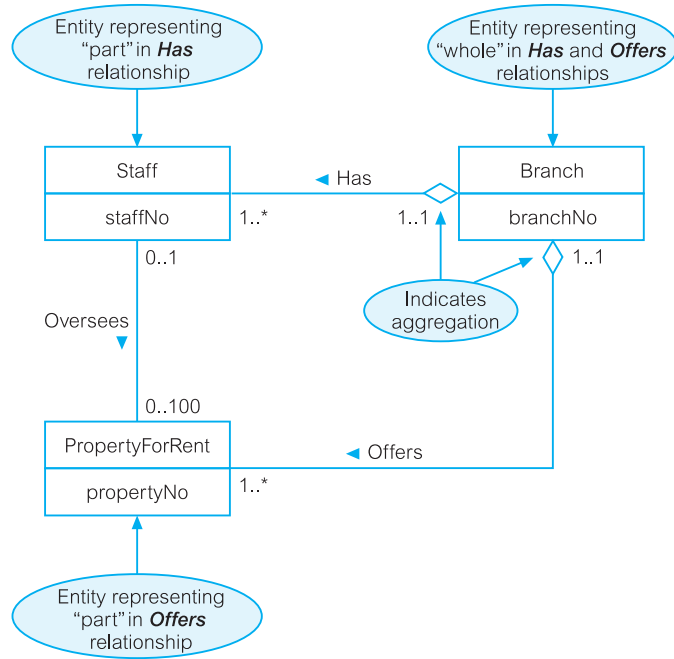 Entity representing
“part” in Has
relationship
Entity representing
“whole” in Has and Offers
relationships
Staff
◄ Has
Branch
staffNo
1..*
1..1
branchNo
0..1
1..1
Indicates
aggregation
Oversees
▼
0..100
PropertyForRent
◄ Offers
propertyNo
1..*
Entity representing
“part” in Offers
relationship